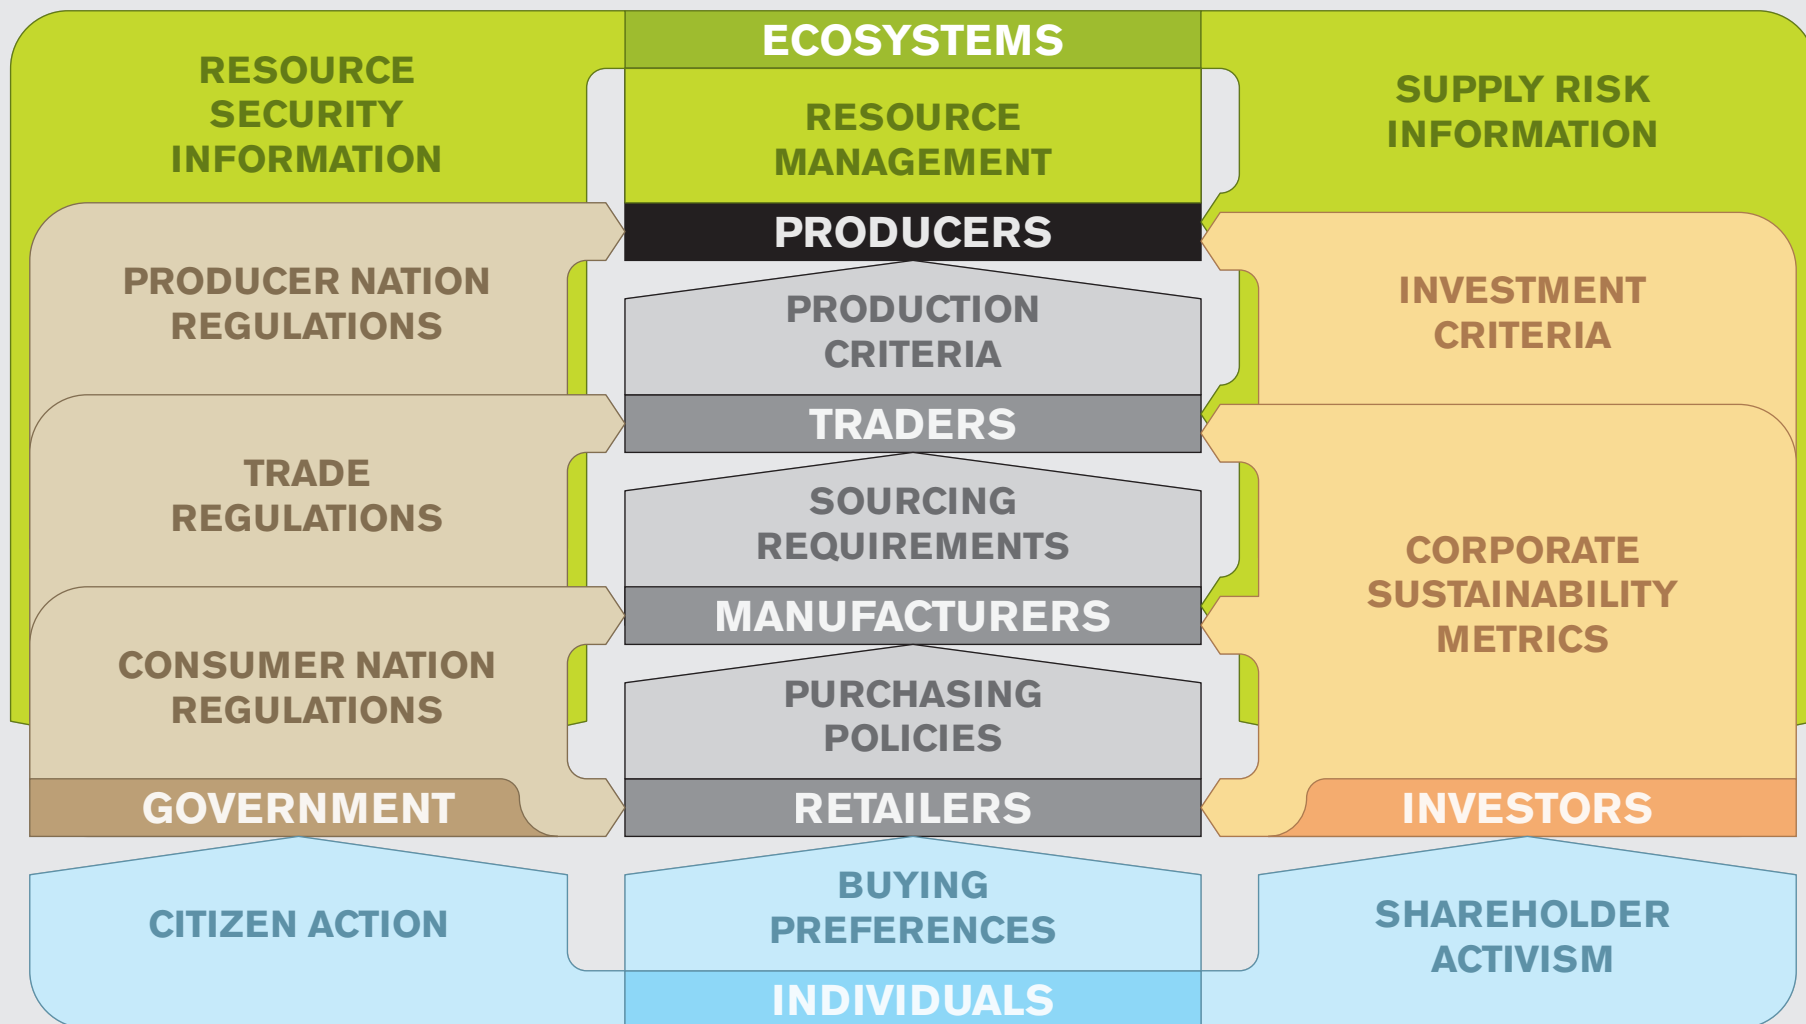 ECOSYSTEMS
RESOURCE
SECURITY
INFORMATION
RESOURCE
MANAGEMENT
SUPPLY RISK
INFORMATION
PRODUCERS
PRODUCER NATION
REGULATIONS
PRODUCTION
CRITERIA
INVESTMENT
CRITERIA
TRADERS
TRADE
REGULATIONS
SOURCING
REQUIREMENTS
CORPORATE
SUSTAINABILITY
METRICS
MANUFACTURERS
CONSUMER NATION
REGULATIONS
PURCHASING
POLICIES
GOVERNMENT
RETAILERS
INVESTORS
CITIZEN ACTION
BUYING
PREFERENCES
SHAREHOLDER
ACTIVISM
INDIVIDUALS